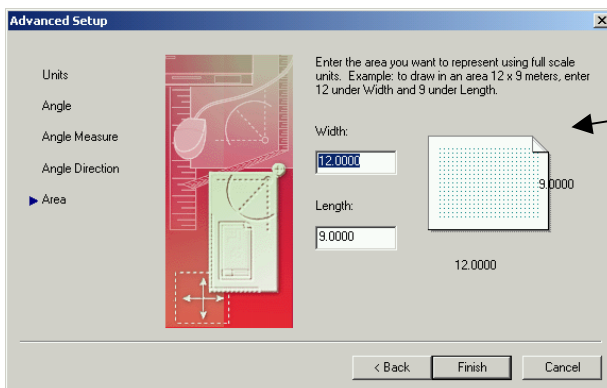 Advanced Setup
Units
Angle
Angle Measure
Angle Direction
Area
Enter the area you want to represent using full scale
units. Example: to draw in an area 12 x 9 meters, enter
12 under Width and 9 under Length.
Width:
12.0000
Length:
9.0000
9.0000
12.0000
< Back
Finish
Cancel